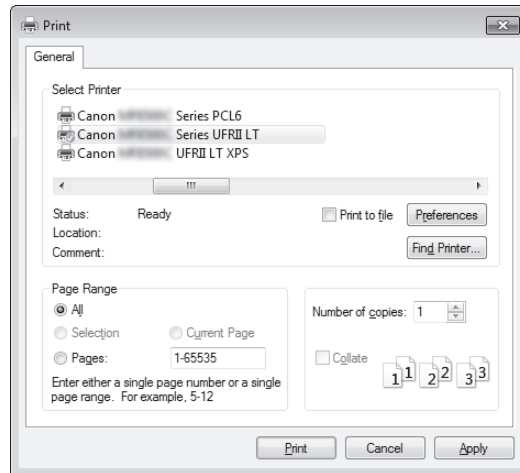 Print
General
Select Printer
Canon Series PCL6
Canon Series UFRII LT
Canon UFRII LT XPS
Status: Ready
Print to file
Preferences
Location:
Comment:
Find Printer...
Page Range
All
Selection
Current Page
Pages: 1-65535
Enter either a single page number or a single
page range. For example, 5-12
Number of copies: 1
Collate
1 1 2 2 3 3
Print Cancel Apply